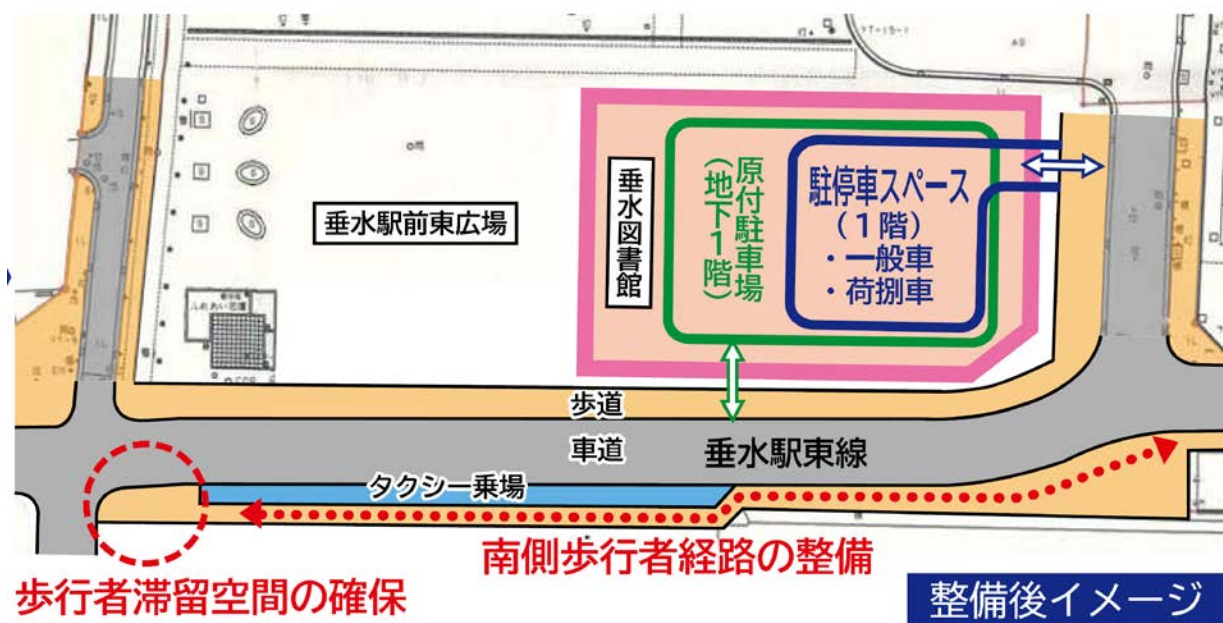 垂水駅前東広場
垂水図書館
原付駐車場
（地下1階）
駐停車スペース
（1階）
・一般車
・荷捌車
歩道
車道
垂水駅東線
タクシー乗場
南側歩行者経路の整備
歩行者滞留空間の確保
整備後イメージ